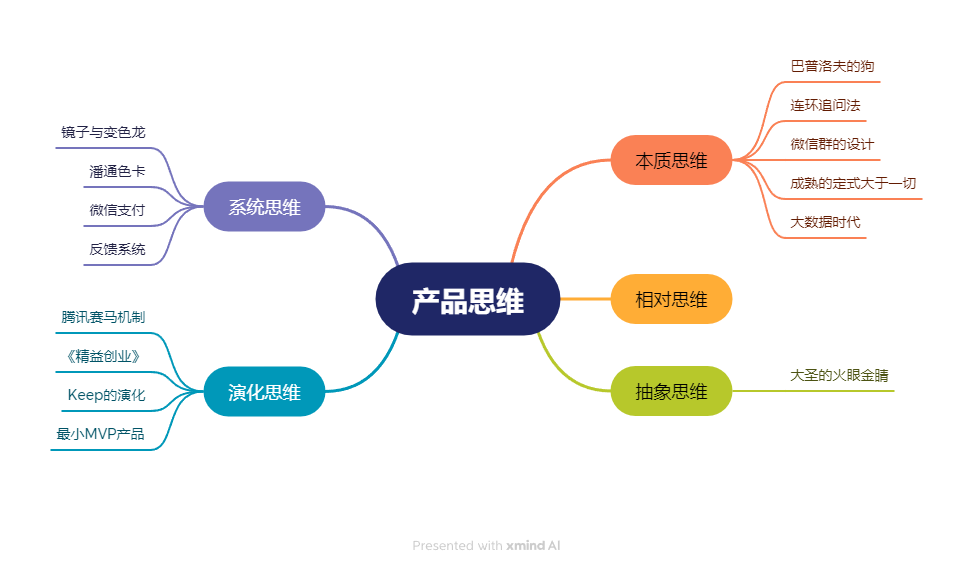 产品思维
本质思维
巴普洛夫的狗
连环追问法
微信群的设计
成熟的定式大于一切
大数据时代
相对思维
抽象思维
大圣的火眼金睛
系统思维
镜子与变色龙
潘通色卡
微信支付
反馈系统
演化思维
腾讯赛马机制
《精益创业》
Keep的演化
最小MVP产品
Presented with xmind AI